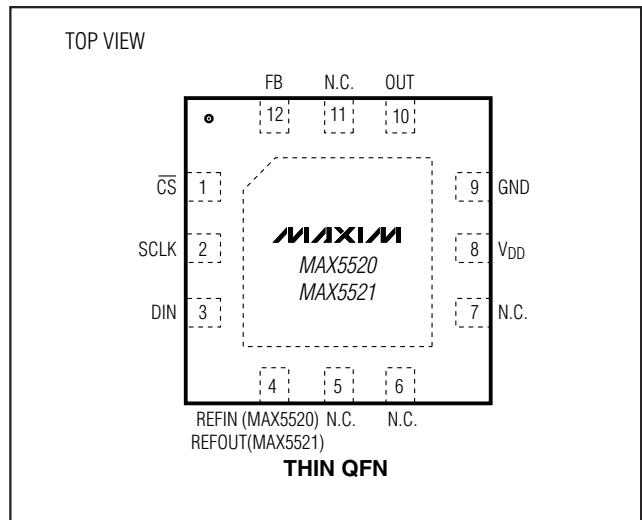 TOP VIEW
FB N.C. OUT
12 11 10
CS 1 9 GND
MAXIM
SCLK 2 MAX5520 8 VDD
MAX5521
DIN 3 7 N.C.
4 5 6
REFIN (MAX5520) N.C. N.C.
REFOUT(MAX5521)
THIN QFN